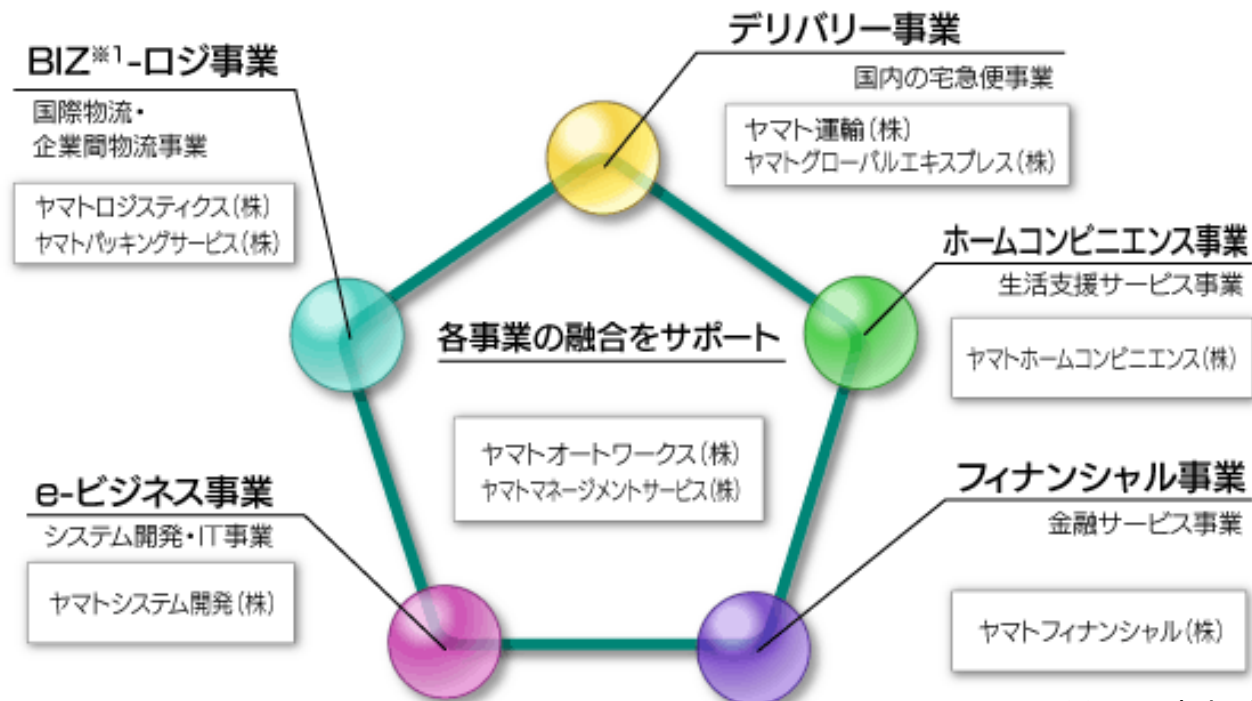 デリバリー事業
国内の宅急便事業
ヤマト運輸(株)
ヤマトグローバルエキスプレス(株)
BIZ※1-ロジ事業
国際物流・
企業間物流事業
ヤマトロジスティクス(株)
ヤマトパッキングサービス(株)
ホームコンビニエンス事業
生活支援サービス事業
ヤマトホームコンビニエンス(株)
各事業の融合をサポート
ヤマトオートワークス(株)
ヤマトマネージメントサービス(株)
e-ビジネス事業
システム開発・IT事業
ヤマトシステム開発(株)
フィナンシャル事業
金融サービス事業
ヤマトフィナンシャル(株)